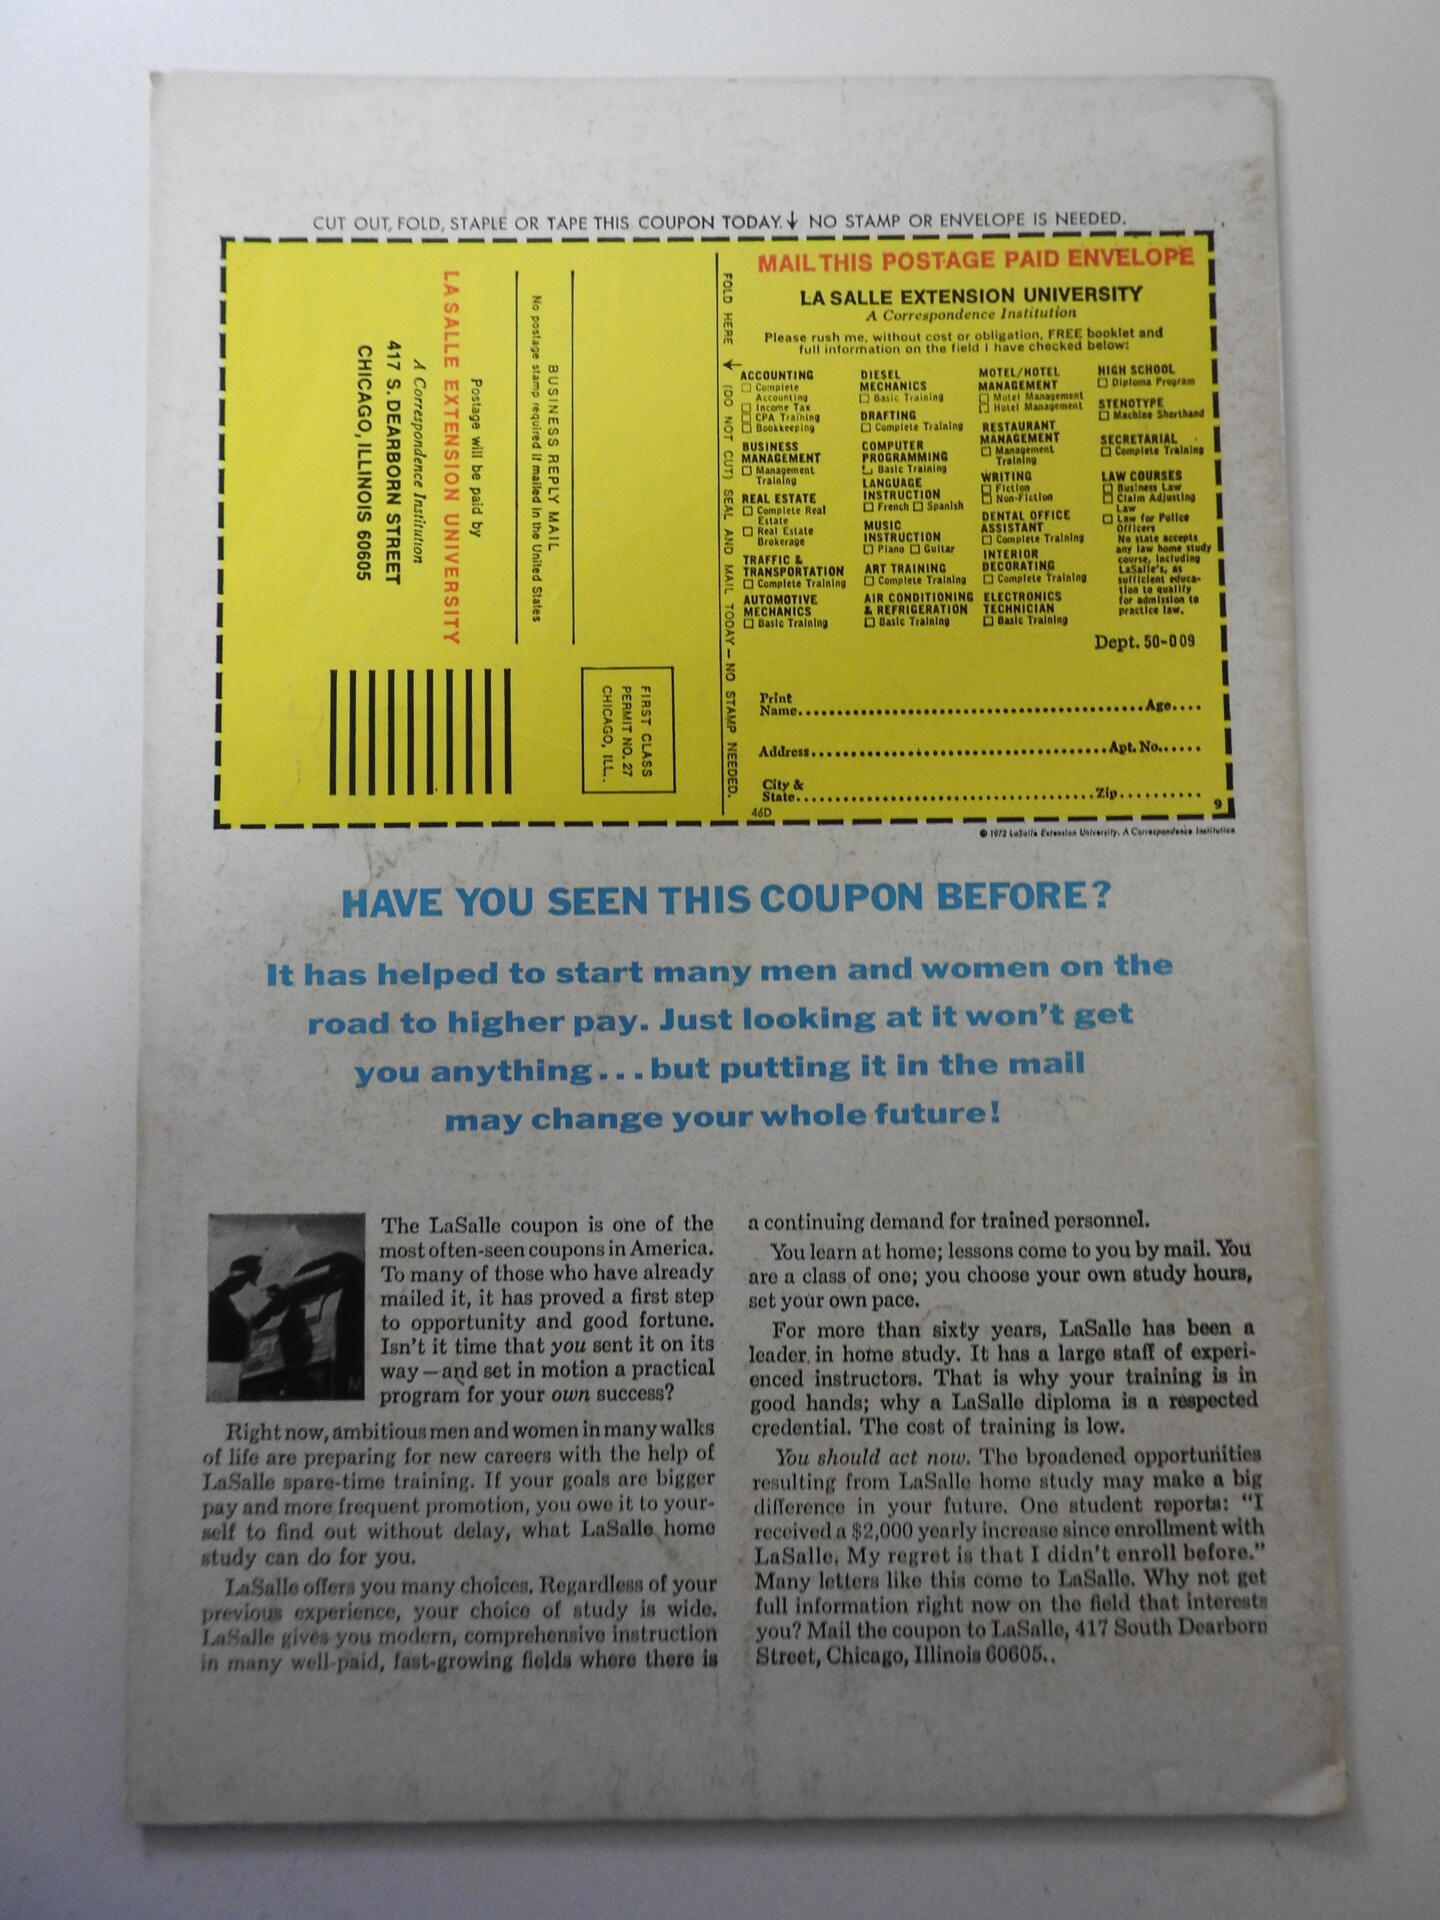 CUT OUT, FOLD, STAPLE OR TAPE THIS COUPON TODAY. ↓ NO STAMP OR ENVELOPE IS NEEDED.
BUSINESS REPLY MAIL
No postage stamp required if mailed in the United States
Postage will be paid by
LA SALLE EXTENSION UNIVERSITY
A Correspondence Institution
417 S. DEARBORN STREET
CHICAGO, ILLINOIS 60605
FIRST CLASS
PERMIT NO. 27
CHICAGO, ILL.
FOLD HERE → (DO NOT CUT) SEAL AND MAIL TODAY — NO STAMP NEEDED.
MAIL THIS POSTAGE PAID ENVELOPE
LA SALLE EXTENSION UNIVERSITY
A Correspondence Institution
Please rush me, without cost or obligation, FREE booklet and
full information on the field I have checked below:
ACCOUNTING
☐ Complete
Accounting
☐ Income Tax
☐ CPA Training
☐ Bookkeeping
BUSINESS
MANAGEMENT
☐ Management
Training
REAL ESTATE
☐ Complete Real
Estate
☐ Real Estate
Brokerage
TRAFFIC &
TRANSPORTATION
☐ Complete Training
AUTOMOTIVE
MECHANICS
☐ Basic Training
DIESEL
MECHANICS
☐ Basic Training
DRAFTING
☐ Complete Training
COMPUTER
PROGRAMMING
☐ Basic Training
LANGUAGE
INSTRUCTION
☐ French ☐ Spanish
MUSIC
INSTRUCTION
☐ Piano ☐ Guitar
ART TRAINING
☐ Complete Training
AIR CONDITIONING
& REFRIGERATION
☐ Basic Training
MOTEL/HOTEL
MANAGEMENT
☐ Motel Management
☐ Hotel Management
RESTAURANT
MANAGEMENT
☐ Management
Training
WRITING
☐ Fiction
☐ Non-Fiction
DENTAL OFFICE
ASSISTANT
☐ Complete Training
INTERIOR
DECORATING
☐ Complete Training
ELECTRONICS
TECHNICIAN
☐ Basic Training
HIGH SCHOOL
☐ Diploma Program
STENOTYPE
☐ Machine Shorthand
SECRETARIAL
☐ Complete Training
LAW COURSES
☐ Business Law
☐ Claim Adjusting
Law
☐ Law for Police
Officers
No state accepts
any law home study
course, including
LaSalle's, as
sufficient educa-
tion to qualify
for admission to
practice law.
Dept. 50-009
Print
Name..........Age....
Address..........Apt. No......
City &
State..........Zip..........
46D
9
© 1972 LaSalle Extension University, A Correspondence Institution
HAVE YOU SEEN THIS COUPON BEFORE?
It has helped to start many men and women on the
road to higher pay. Just looking at it won't get
you anything...but putting it in the mail
may change your whole future!
The LaSalle coupon is one of the
most often-seen coupons in America.
To many of those who have already
mailed it, it has proved a first step
to opportunity and good fortune.
Isn't it time that you sent it on its
way — and set in motion a practical
program for your own success?
Right now, ambitious men and women in many walks
of life are preparing for new careers with the help of
LaSalle spare-time training. If your goals are bigger
pay and more frequent promotion, you owe it to your-
self to find out without delay, what LaSalle home
study can do for you.
LaSalle offers you many choices. Regardless of your
previous experience, your choice of study is wide.
LaSalle gives you modern, comprehensive instruction
in many well-paid, fast-growing fields where there is
a continuing demand for trained personnel.
You learn at home; lessons come to you by mail. You
are a class of one; you choose your own study hours,
set your own pace.
For more than sixty years, LaSalle has been a
leader in home study. It has a large staff of experi-
enced instructors. That is why your training is in
good hands; why a LaSalle diploma is a respected
credential. The cost of training is low.
You should act now. The broadened opportunities
resulting from LaSalle home study may make a big
difference in your future. One student reports: "I
received a $2,000 yearly increase since enrollment with
LaSalle. My regret is that I didn't enroll before."
Many letters like this come to LaSalle. Why not get
full information right now on the field that interests
you? Mail the coupon to LaSalle, 417 South Dearborn
Street, Chicago, Illinois 60605..